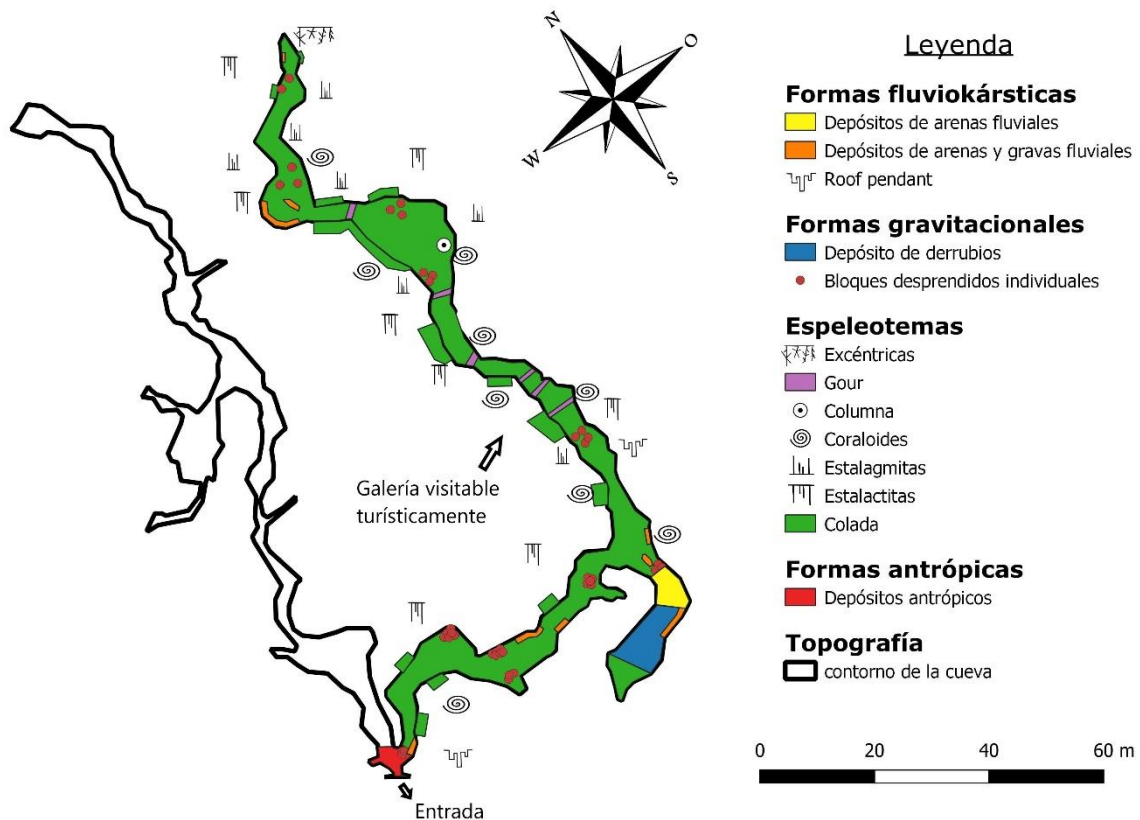 N
O
W
S
Galería visitable
turísticamente
Entrada
Leyenda
Formas fluviokársticas
Depósitos de arenas fluviales
Depósitos de arenas y gravas fluviales
Roof pendant
Formas gravitacionales
Depósito de derrubios
Bloques desprendidos individuales
Espeleotemas
Excéntricas
Gour
Columna
Coraloides
Estalagmitas
Estalactitas
Colada
Formas antrópicas
Depósitos antrópicos
Topografía
contorno de la cueva
0 20 40 60 m